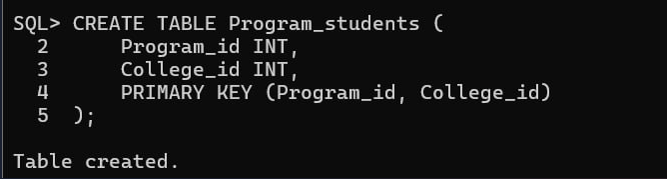 SQL> CREATE TABLE Program_students (
  2      Program_id INT,
  3      College_id INT,
  4      PRIMARY KEY (Program_id, College_id)
  5  );
Table created.